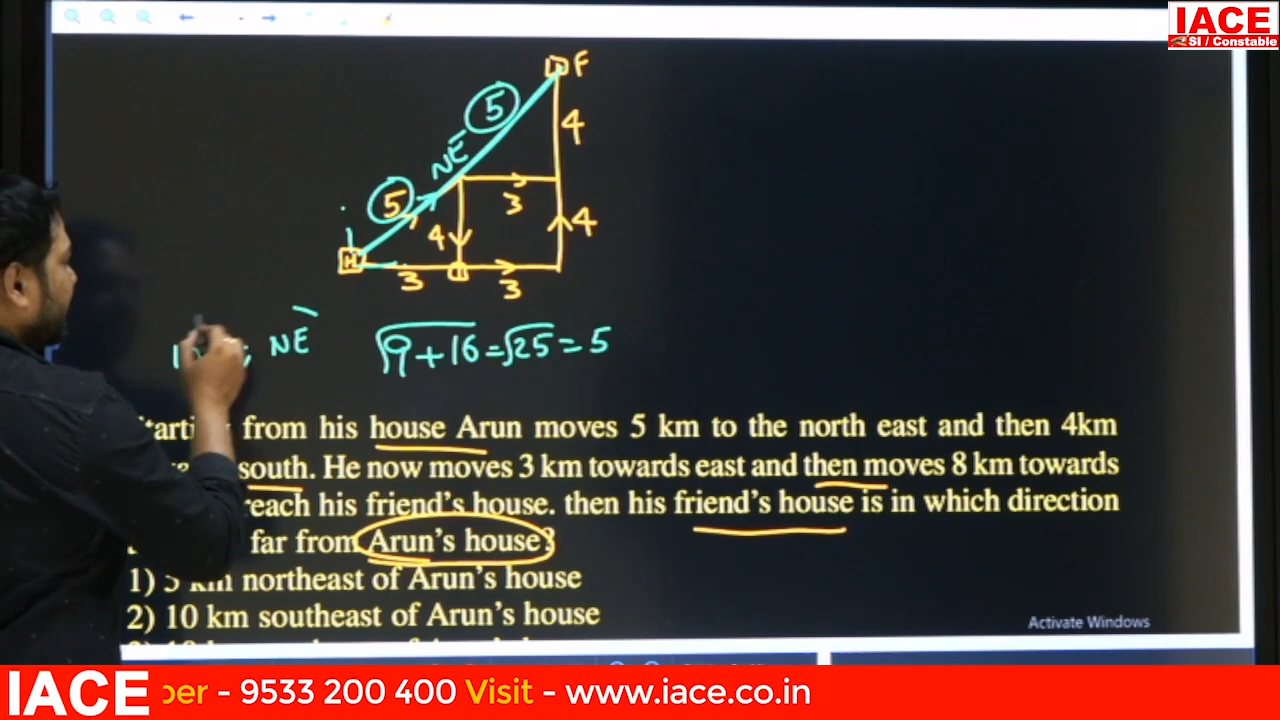 IACE
SI / Constable
F
5
4
NE
5
3
4
4
H
3
3
NE √9+16=√25=5
from his house Arun moves 5 km to the north east and then 4km
south. He now moves 3 km towards east and then moves 8 km towards
reach his friend's house. then his friend's house is in which direction
far from Arun's house?
1) 5 km northeast of Arun's house
2) 10 km southeast of Arun's house
Activate Windows
IACE - 9533 200 400 Visit - www.iace.co.in